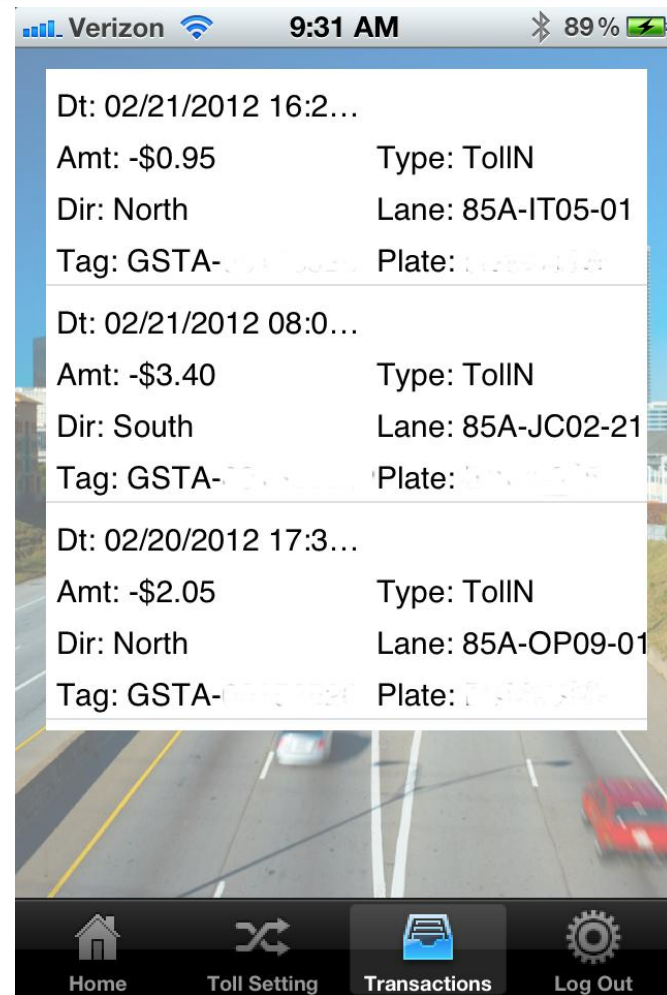 Verizon 9:31 AM 89%
Dt: 02/21/2012 16:2...
Amt: -$0.95 Type: TollN
Dir: North Lane: 85A-IT05-01
Tag: GSTA- Plate:
Dt: 02/21/2012 08:0...
Amt: -$3.40 Type: TollN
Dir: South Lane: 85A-JC02-21
Tag: GSTA- Plate:
Dt: 02/20/2012 17:3...
Amt: -$2.05 Type: TollN
Dir: North Lane: 85A-OP09-01
Tag: GSTA- Plate:
Home Toll Setting Transactions Log Out